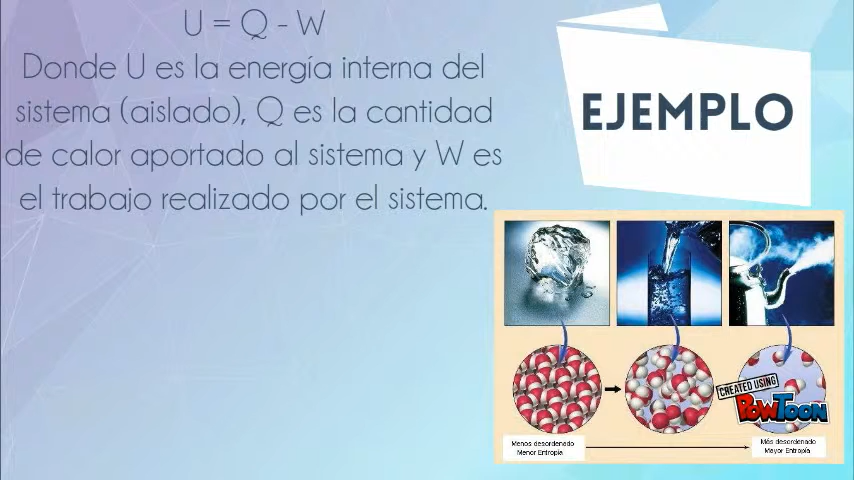 U = Q - W
Donde U es la energía interna del
sistema (aislado), Q es la cantidad
de calor aportado al sistema y W es
el trabajo realizado por el sistema.
EJEMPLO
CREATED USING
POWTOON
Menos desordenado
Menor Entropía
Más desordenado
Mayor Entropía